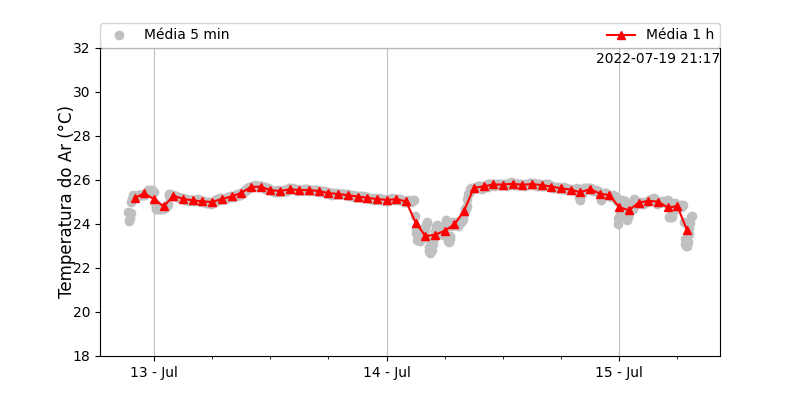 Média 5 min
Média 1 h
2022-07-19 21:17
Temperatura do Ar (°C)
32
30
28
26
24
22
20
18
13 - Jul
14 - Jul
15 - Jul